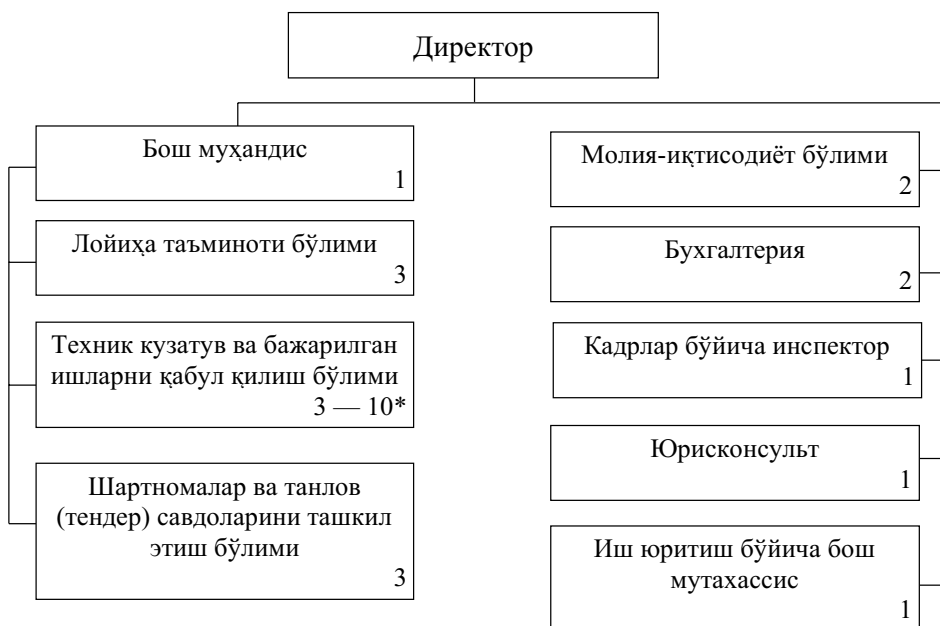 Директор
Бош муҳандис
1
Лойиҳа таъминоти бўлими
3
Техник кузатув ва бажарилган
ишларни қабул қилиш бўлими
3 — 10*
Шартномалар ва танлов
(тендер) савдоларини ташкил
этиш бўлими
3
Молия-иқтисодиёт бўлими
2
Бухгалтерия
2
Кадрлар бўйича инспектор
1
Юрисконсульт
1
Иш юритиш бўйича бош
мутахассис
1